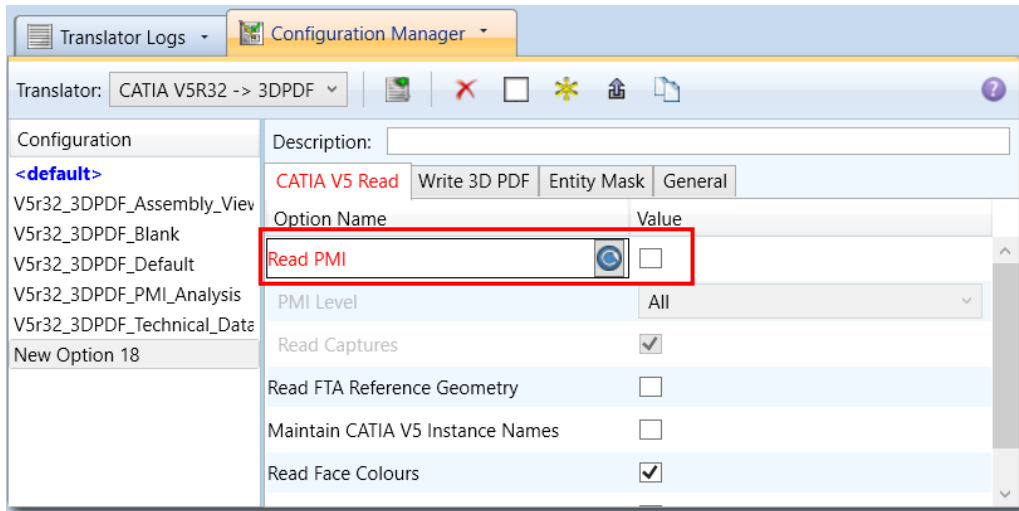 Translator Logs
Configuration Manager
Translator: CATIA V5R32 -> 3DPDF
?
Configuration
Description:
<default>
CATIA V5 Read Write 3D PDF Entity Mask General
V5r32_3DPDF_Assembly_View
Option Name Value
V5r32_3DPDF_Blank
Read PMI
V5r32_3DPDF_Default
V5r32_3DPDF_PMI_Analysis
PMI Level All
V5r32_3DPDF_Technical_Data
Read Captures
New Option 18
Read FTA Reference Geometry
Maintain CATIA V5 Instance Names
Read Face Colours